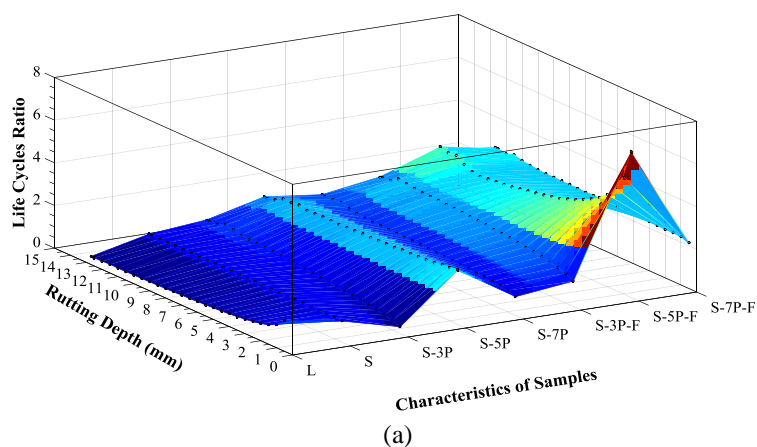 8
6
4
2
0
Life Cycles Ratio
15
14
13
12
11
10
9
8
7
6
5
4
3
2
1
0
Rutting Depth (mm)
L
S
S-3P
S-5P
S-7P
S-3P-F
S-5P-F
S-7P-F
Characteristics of Samples
(a)